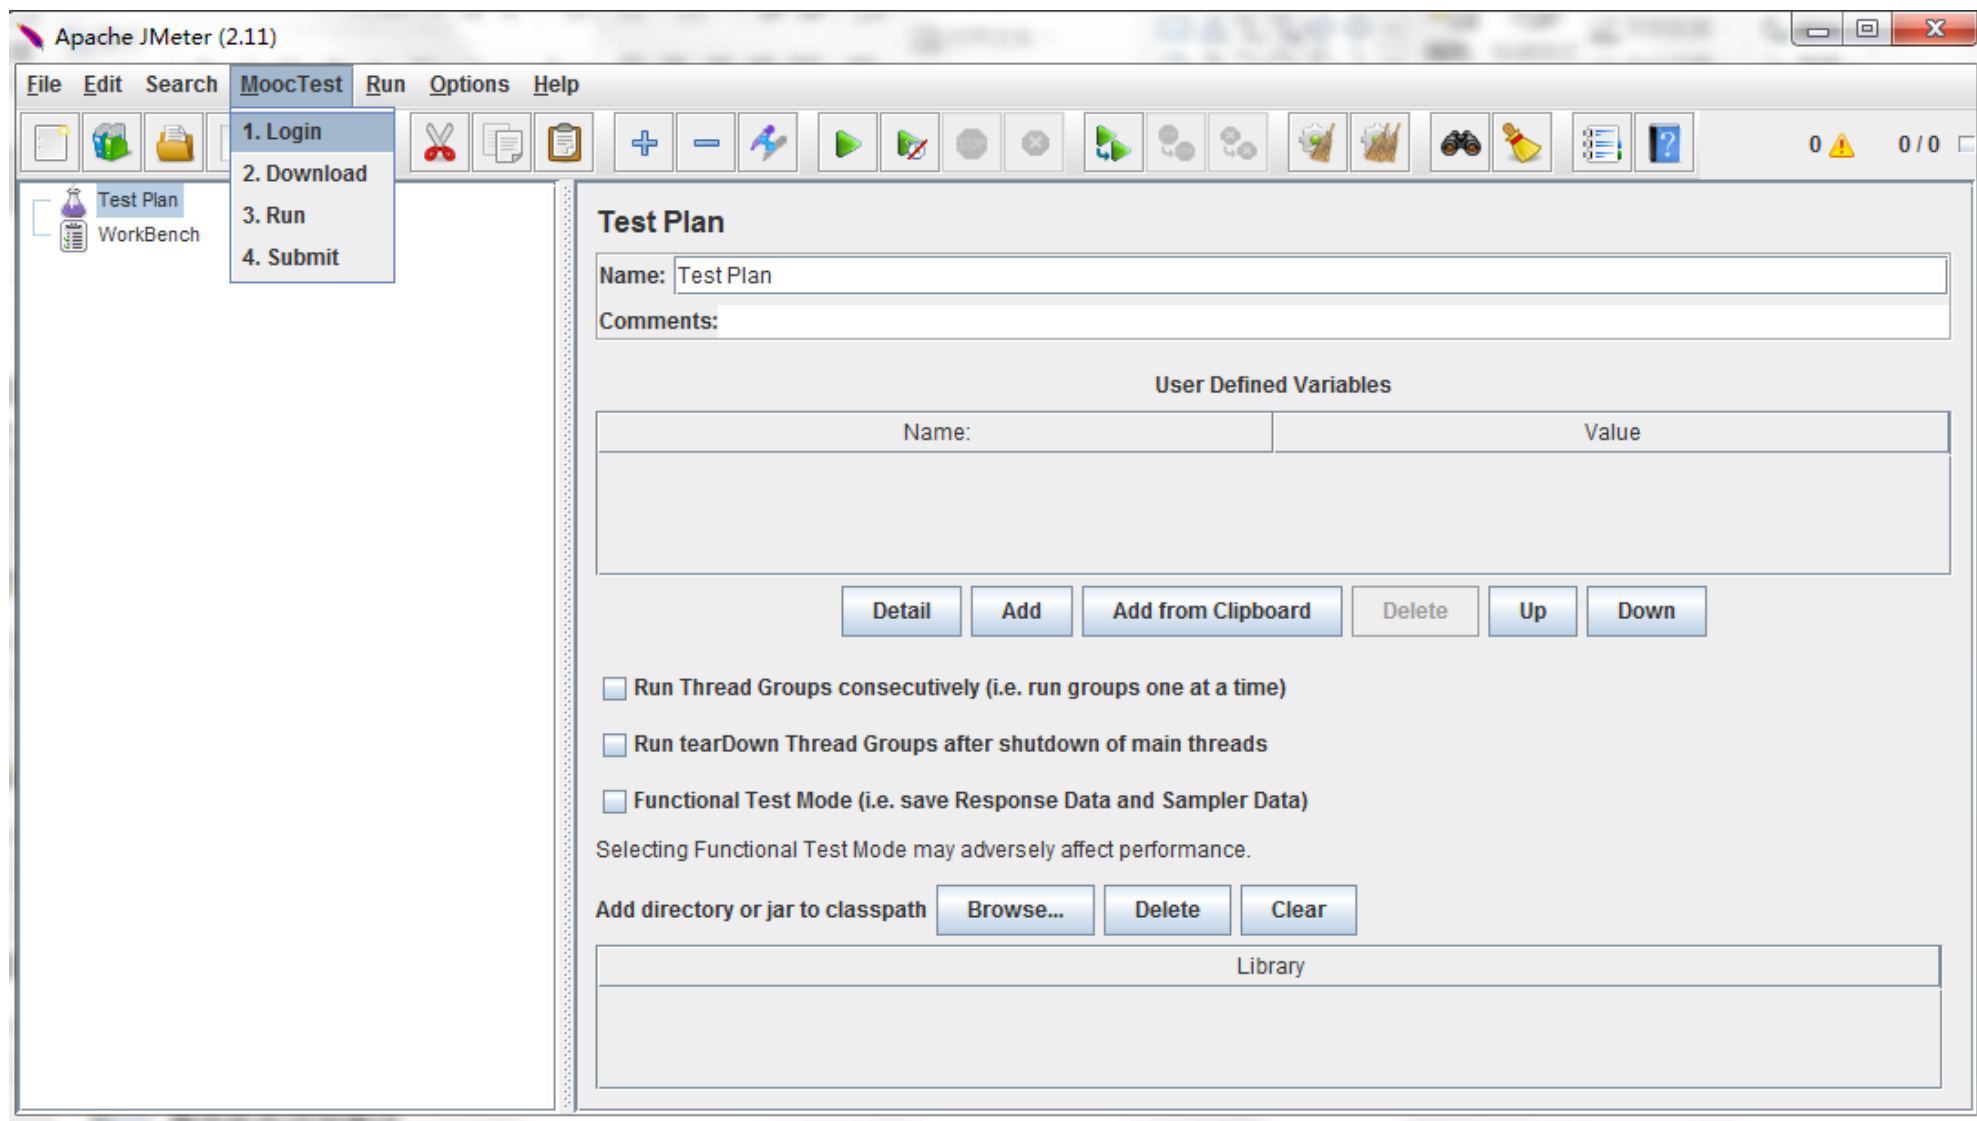 Apache JMeter (2.11)
File Edit Search MoocTest Run Options Help
1. Login
2. Download
3. Run
4. Submit
STOP
0 0 / 0
Test Plan
WorkBench
Test Plan
Name: Test Plan
Comments:
User Defined Variables
Name: Value
Detail Add Add from Clipboard Delete Up Down
Run Thread Groups consecutively (i.e. run groups one at a time)
Run tearDown Thread Groups after shutdown of main threads
Functional Test Mode (i.e. save Response Data and Sampler Data)
Selecting Functional Test Mode may adversely affect performance.
Add directory or jar to classpath Browse... Delete Clear
Library